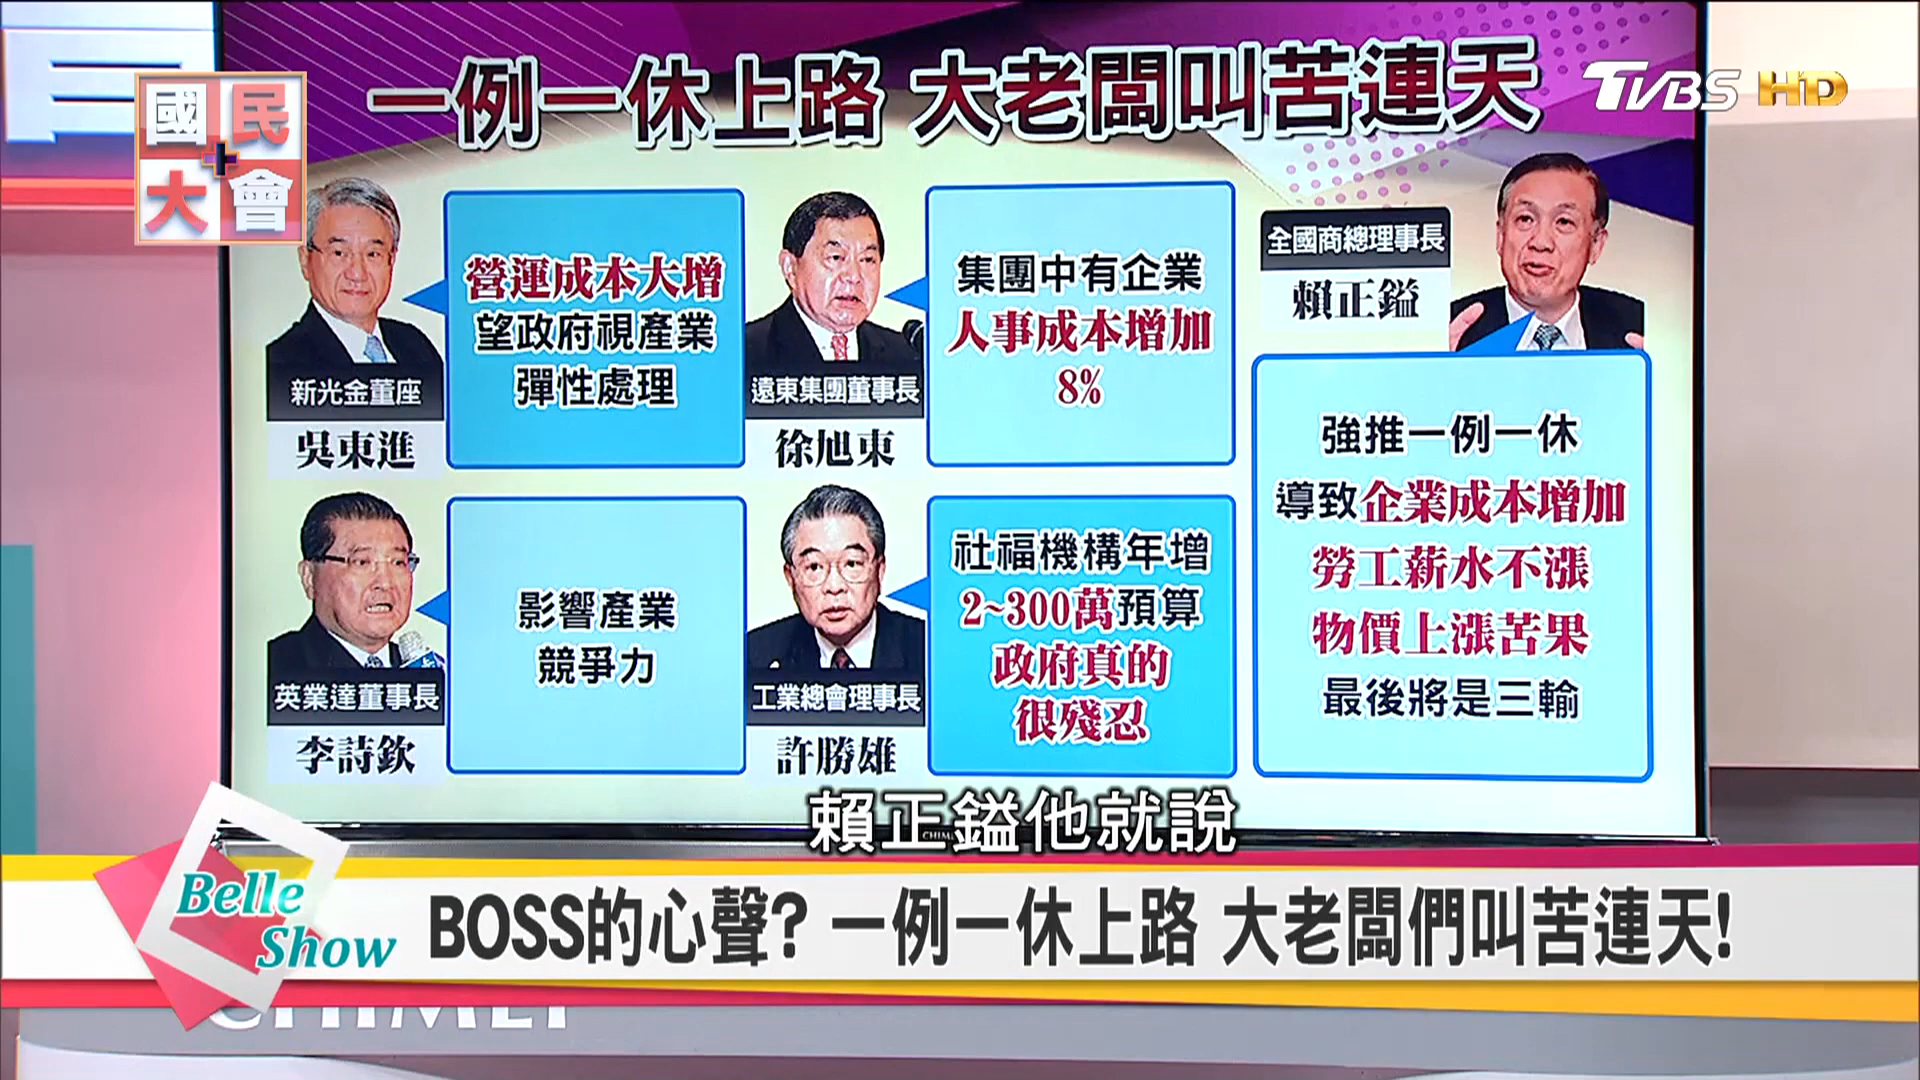 一例一休上路 大老闆叫苦連天
TVBS HD
國民
大會
營運成本大增
望政府視產業
彈性處理
新光金董座
吳東進
集團中有企業
人事成本增加
8%
遠東集團董事長
徐旭東
全國商總理事長
賴正鎰
強推一例一休
導致企業成本增加
勞工薪水不漲
物價上漲苦果
最後將是三輸
影響產業
競爭力
英業達董事長
李詩欽
社福機構年增
2~300萬預算
政府真的
很殘忍
工業總會理事長
許勝雄
賴正鎰他就說
Belle
Show
BOSS的心聲? 一例一休上路 大老闆們叫苦連天!
CHIMEI